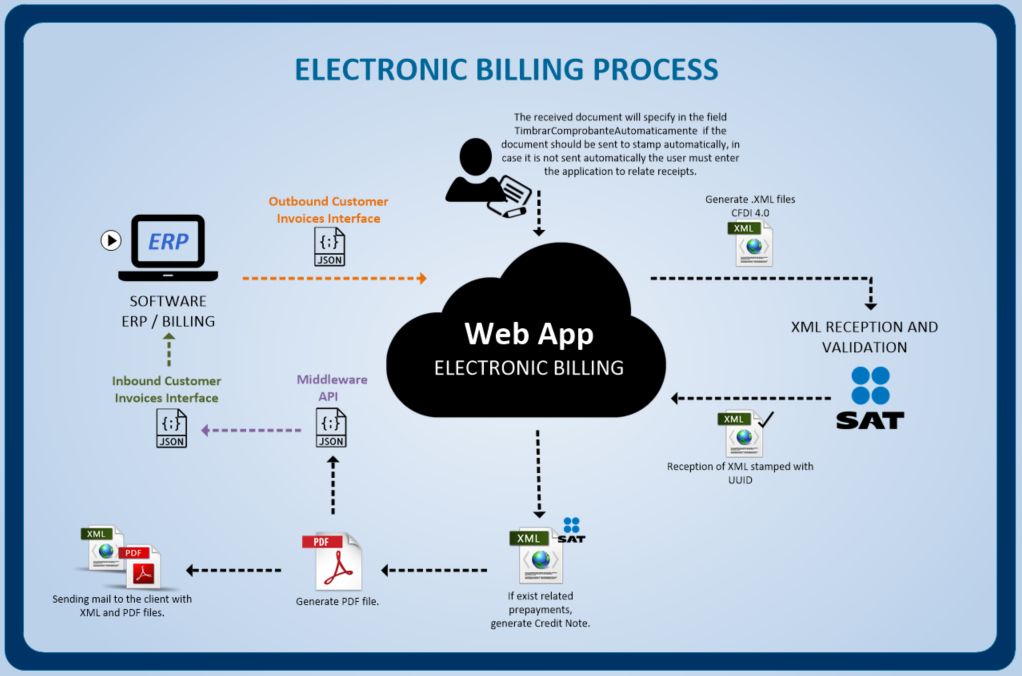 ELECTRONIC BILLING PROCESS
The received document will specify in the field
TimbrarComprobanteAutomaticamente if the
document should be sent to stamp automatically, in
case it is not sent automatically the user must enter
the application to relate receipts.
Outbound Customer
Invoices Interface
{;}
JSON
Generate .XML files
CFDI 4.0
XML
ERP
SOFTWARE
ERP / BILLING
Web App
ELECTRONIC BILLING
XML RECEPTION AND
VALIDATION
SAT
Inbound Customer
Invoices Interface
{;}
JSON
Middleware
API
{;}
JSON
XML
Reception of XML stamped with
UUID
XML
PDF
Sending mail to the client with
XML and PDF files.
PDF
Generate PDF file.
XML
SAT
If exist related
prepayments,
generate Credit Note.